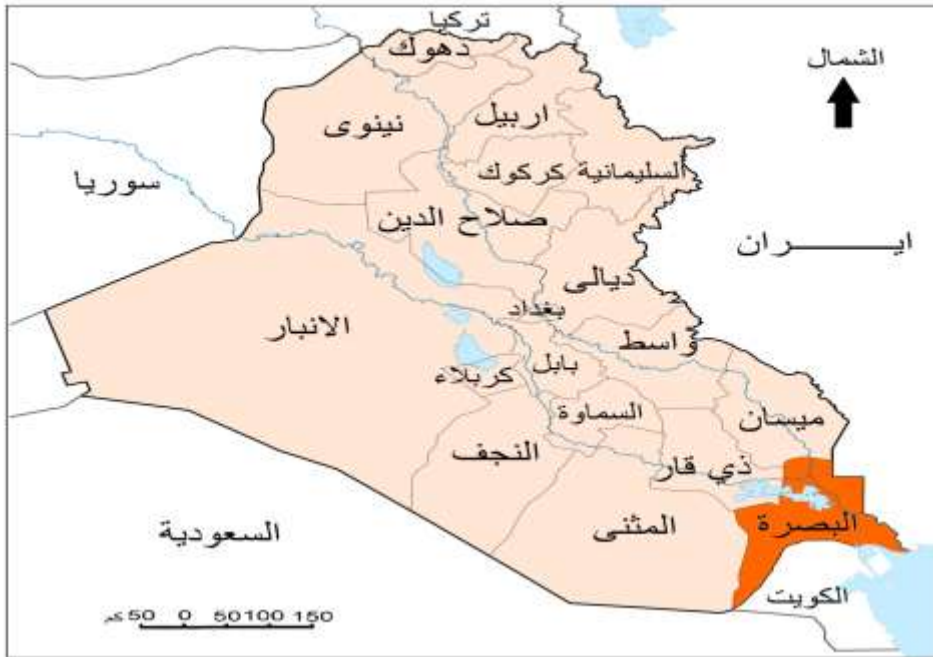 تركيا
دهوك
الشمال
اربيل
نينوى
السليمانية
كركوك
سوريا
صلاح الدين
ايــــــران
ديالى
بغداد
الانبار
واسط
بابل
كربلاء
السماوة
ميسان
النجف
ذي قار
البصرة
المثنى
السعودية
الكويت
كم 50 0 50 100 150